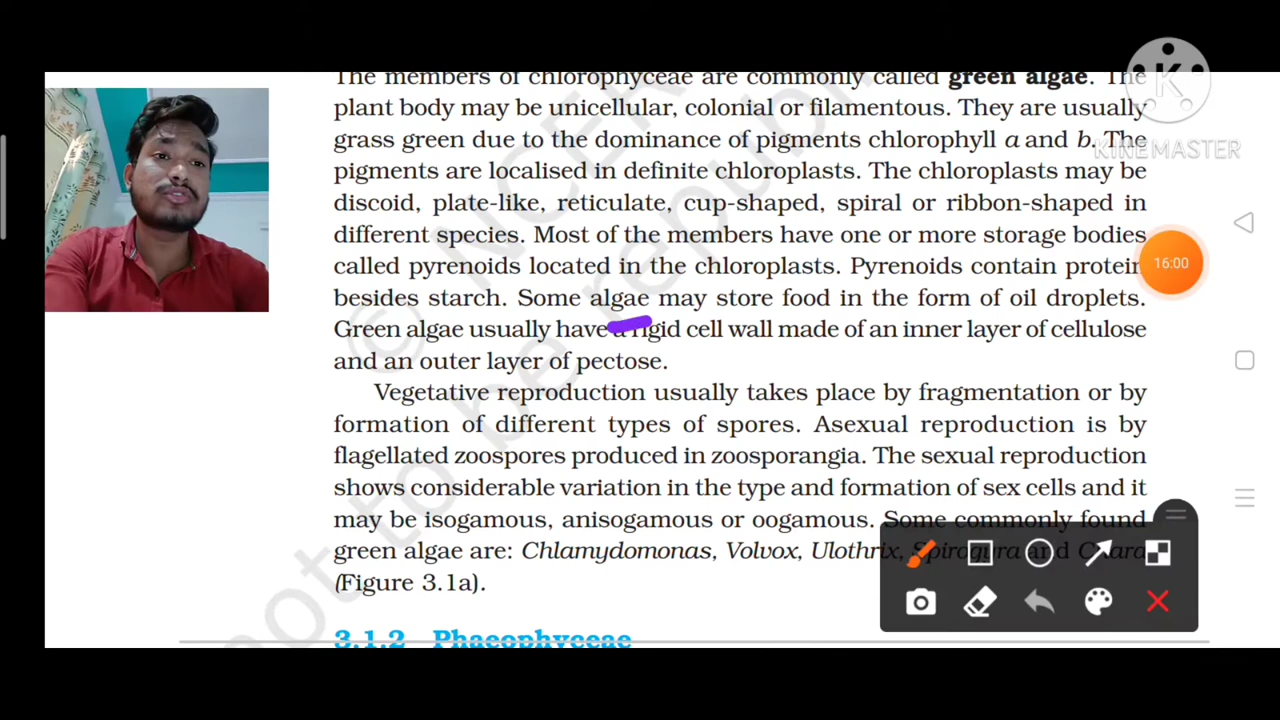 The members of chlorophyceae are commonly called green algae. The
plant body may be unicellular, colonial or filamentous. They are usually
grass green due to the dominance of pigments chlorophyll a and b. The
KINEMASTER
pigments are localised in definite chloroplasts. The chloroplasts may be
discoid, plate-like, reticulate, cup-shaped, spiral or ribbon-shaped in
different species. Most of the members have one or more storage bodies
called pyrenoids located in the chloroplasts. Pyrenoids contain protein
16:00
besides starch. Some algae may store food in the form of oil droplets.
Green algae usually have a rigid cell wall made of an inner layer of cellulose
and an outer layer of pectose.
Vegetative reproduction usually takes place by fragmentation or by
formation of different types of spores. Asexual reproduction is by
flagellated zoospores produced in zoosporangia. The sexual reproduction
shows considerable variation in the type and formation of sex cells and it
may be isogamous, anisogamous or oogamous. Some commonly found
green algae are: Chlamydomonas, Volvox, Ulothrix, Spirogyra and Chara
(Figure 3.1a).
3.1.2 Phaeophyceae
© NCER
not to be republ